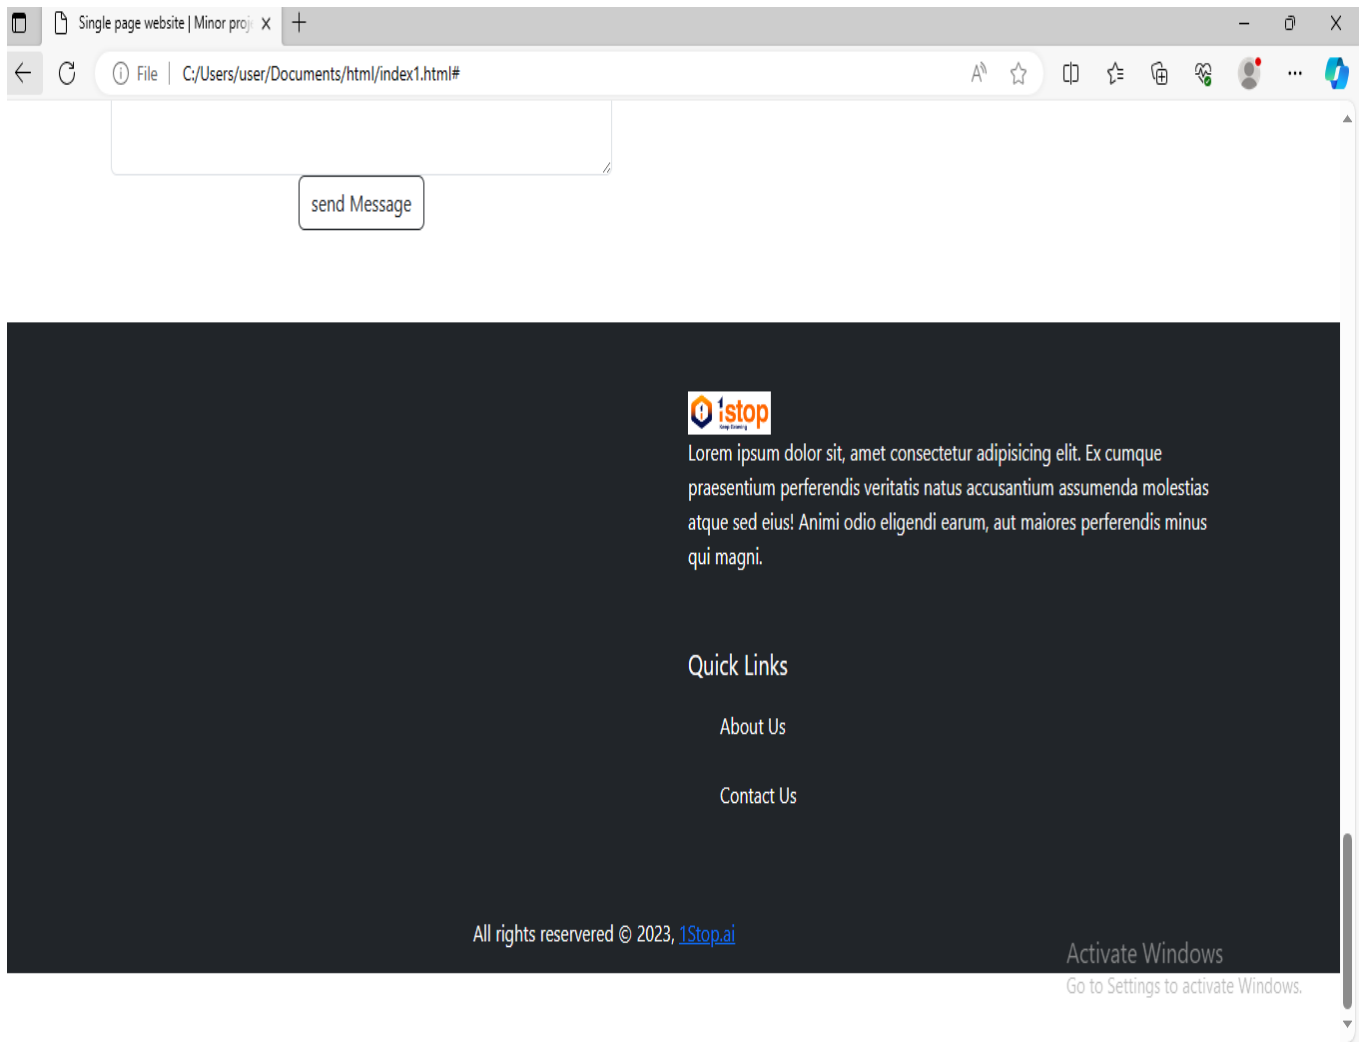 Single page website | Minor proj
File
C:/Users/user/Documents/html/index1.html#
send Message
1stop
Keep Growing
Lorem ipsum dolor sit, amet consectetur adipisicing elit. Ex cumque
praesentium perferendis veritatis natus accusantium assumenda molestias
atque sed eius! Animi odio eligendi earum, aut maiores perferendis minus
qui magni.
Quick Links
About Us
Contact Us
All rights reservered © 2023, 1Stop.ai
Activate Windows
Go to Settings to activate Windows.